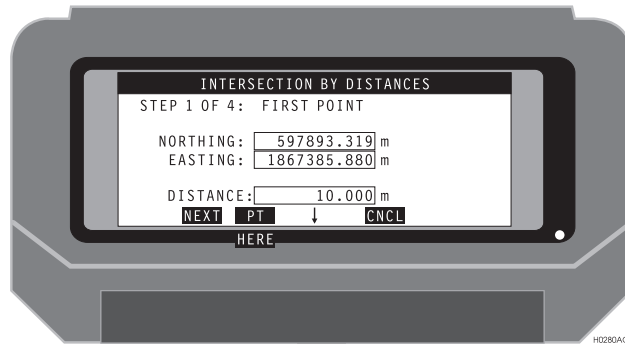 INTERSECTION BY DISTANCES
STEP 1 OF 4: FIRST POINT
NORTHING: 597893.319 m
EASTING: 1867385.880 m
DISTANCE: 10.000 m
NEXT PT ↓ CNCL
HERE
H0280AG